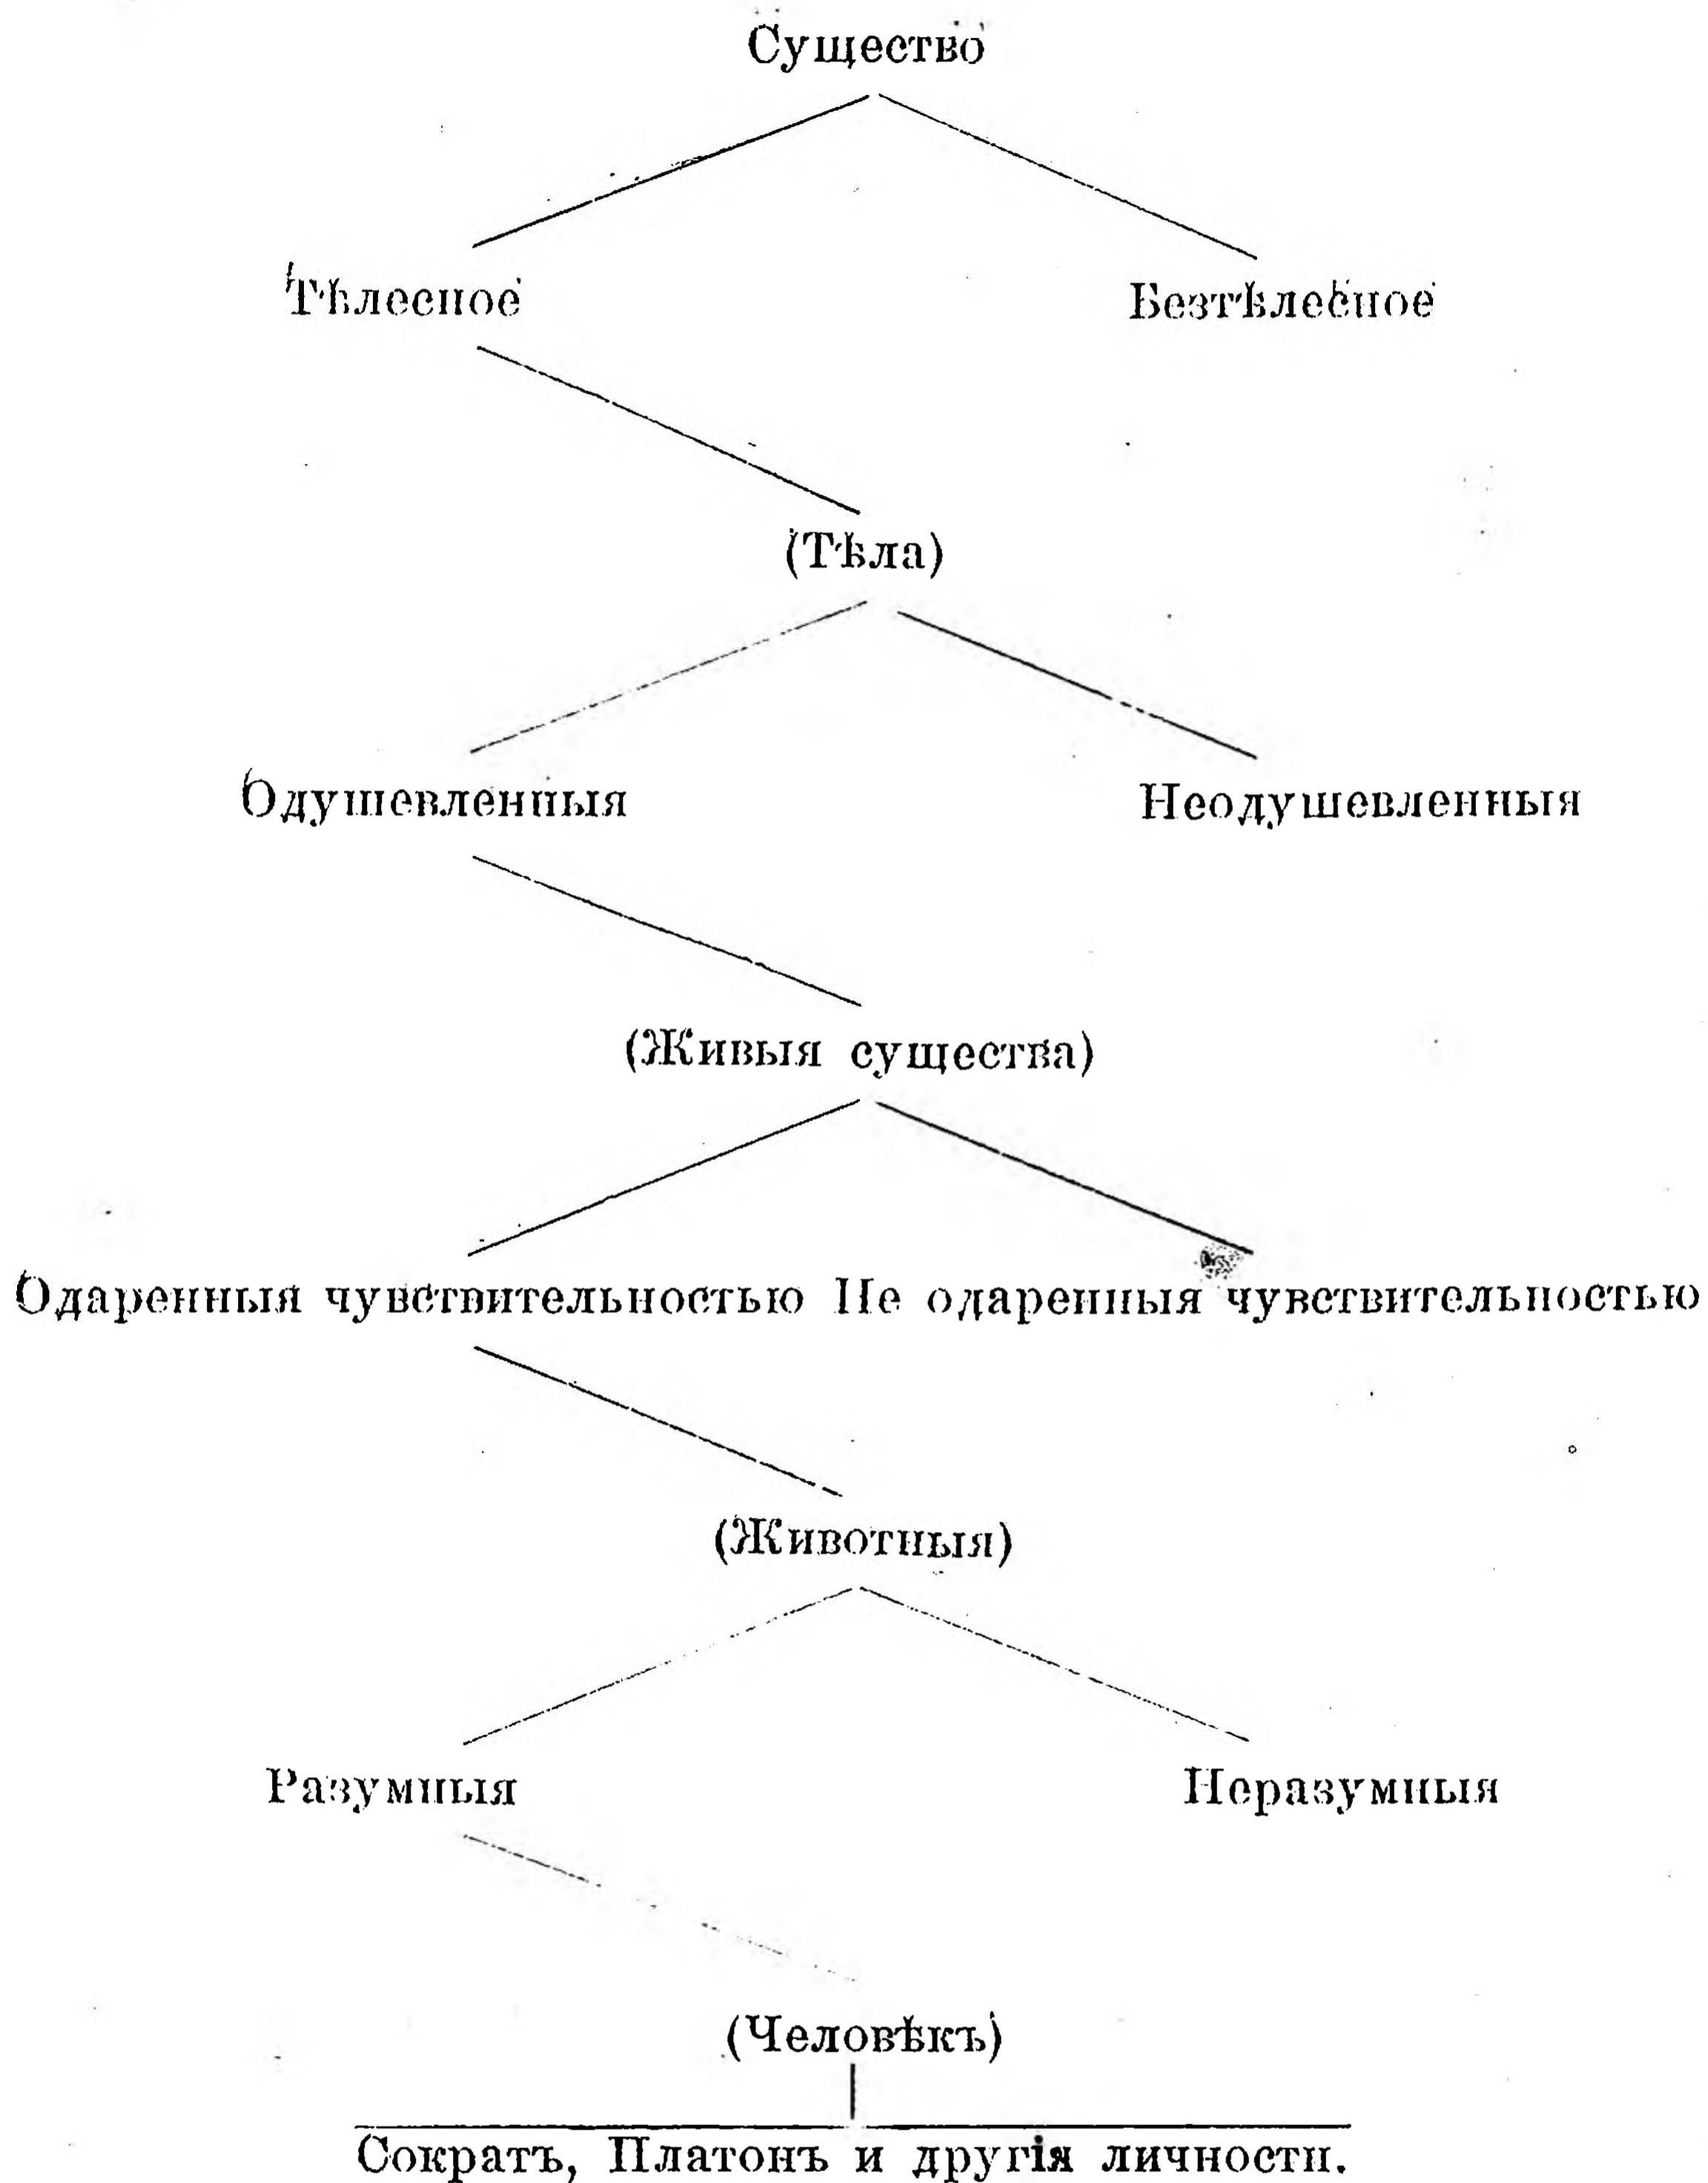 Существо
Тѣлесное Безтѣлесное
(Тѣла)
Одушевленныя Неодушевленныя
(Живыя существа)
Одаренныя чувствительностью Не одаренныя чувствительностью
(Животныя)
Разумныя Неразумныя
(Человѣкъ)
Сократъ, Платонъ и другія личности.